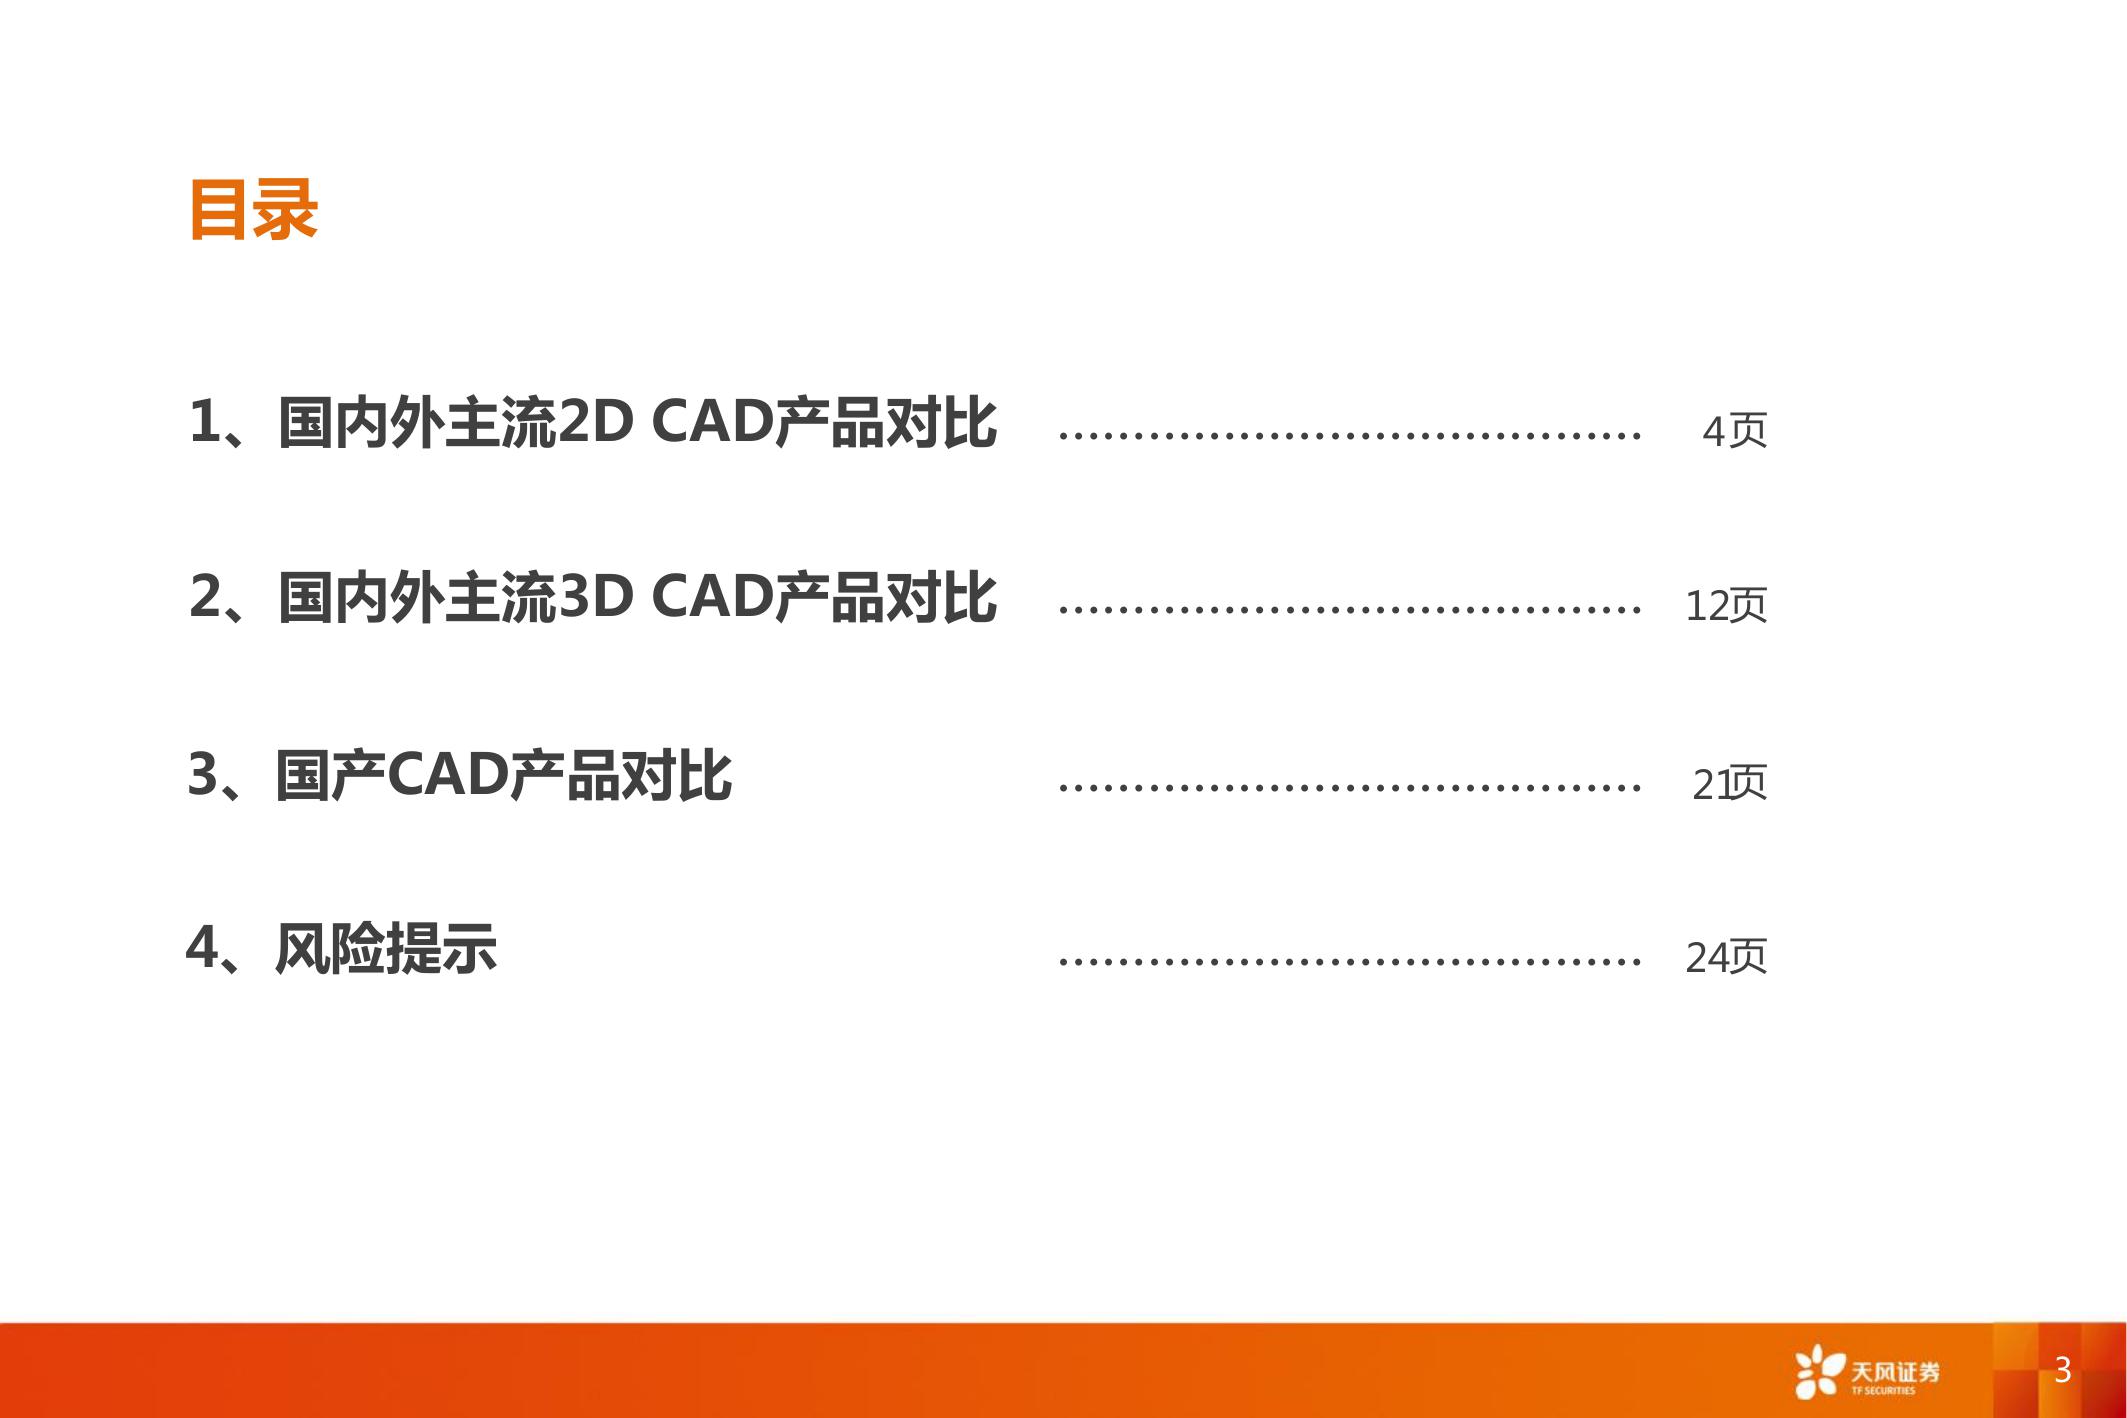 目录
1、国内外主流2D CAD产品对比 ....................................... 4页
2、国内外主流3D CAD产品对比 ....................................... 12页
3、国产CAD产品对比 ....................................... 21页
4、风险提示 ....................................... 24页
天风证券
TF SECURITIES
3